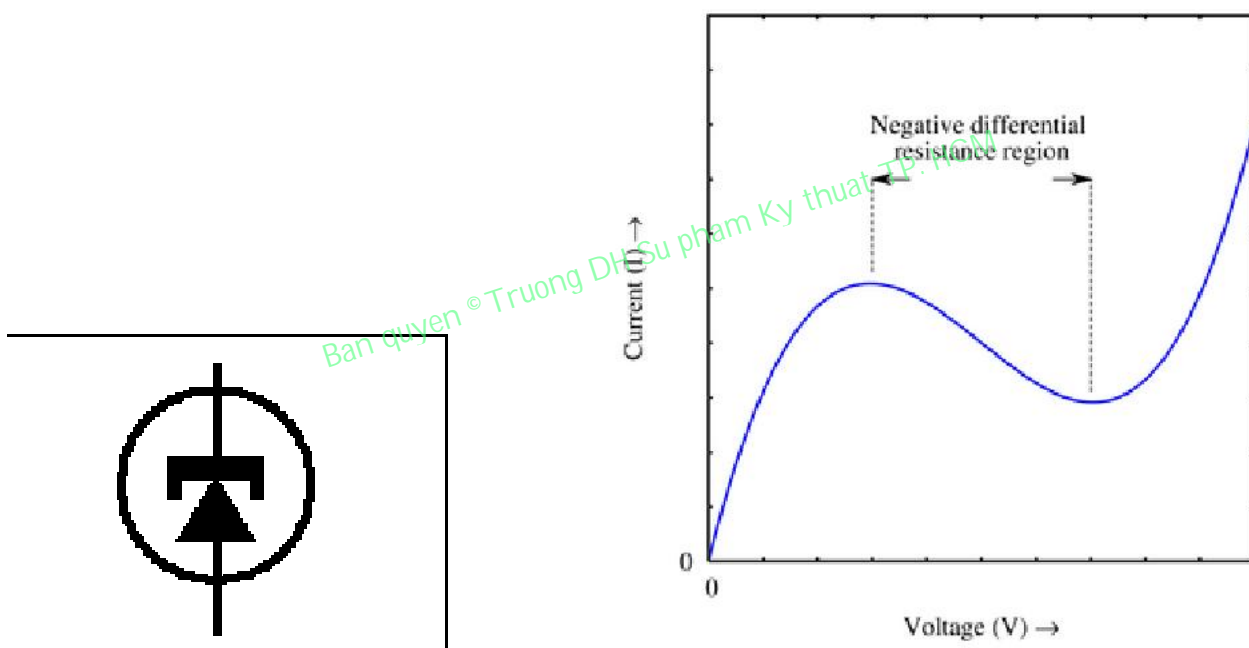 Negative differential
resistance region
Ban quyen © Truong DH Su pham Ky thuat TP. HCM
Current (I) →
0
0
Voltage (V) →